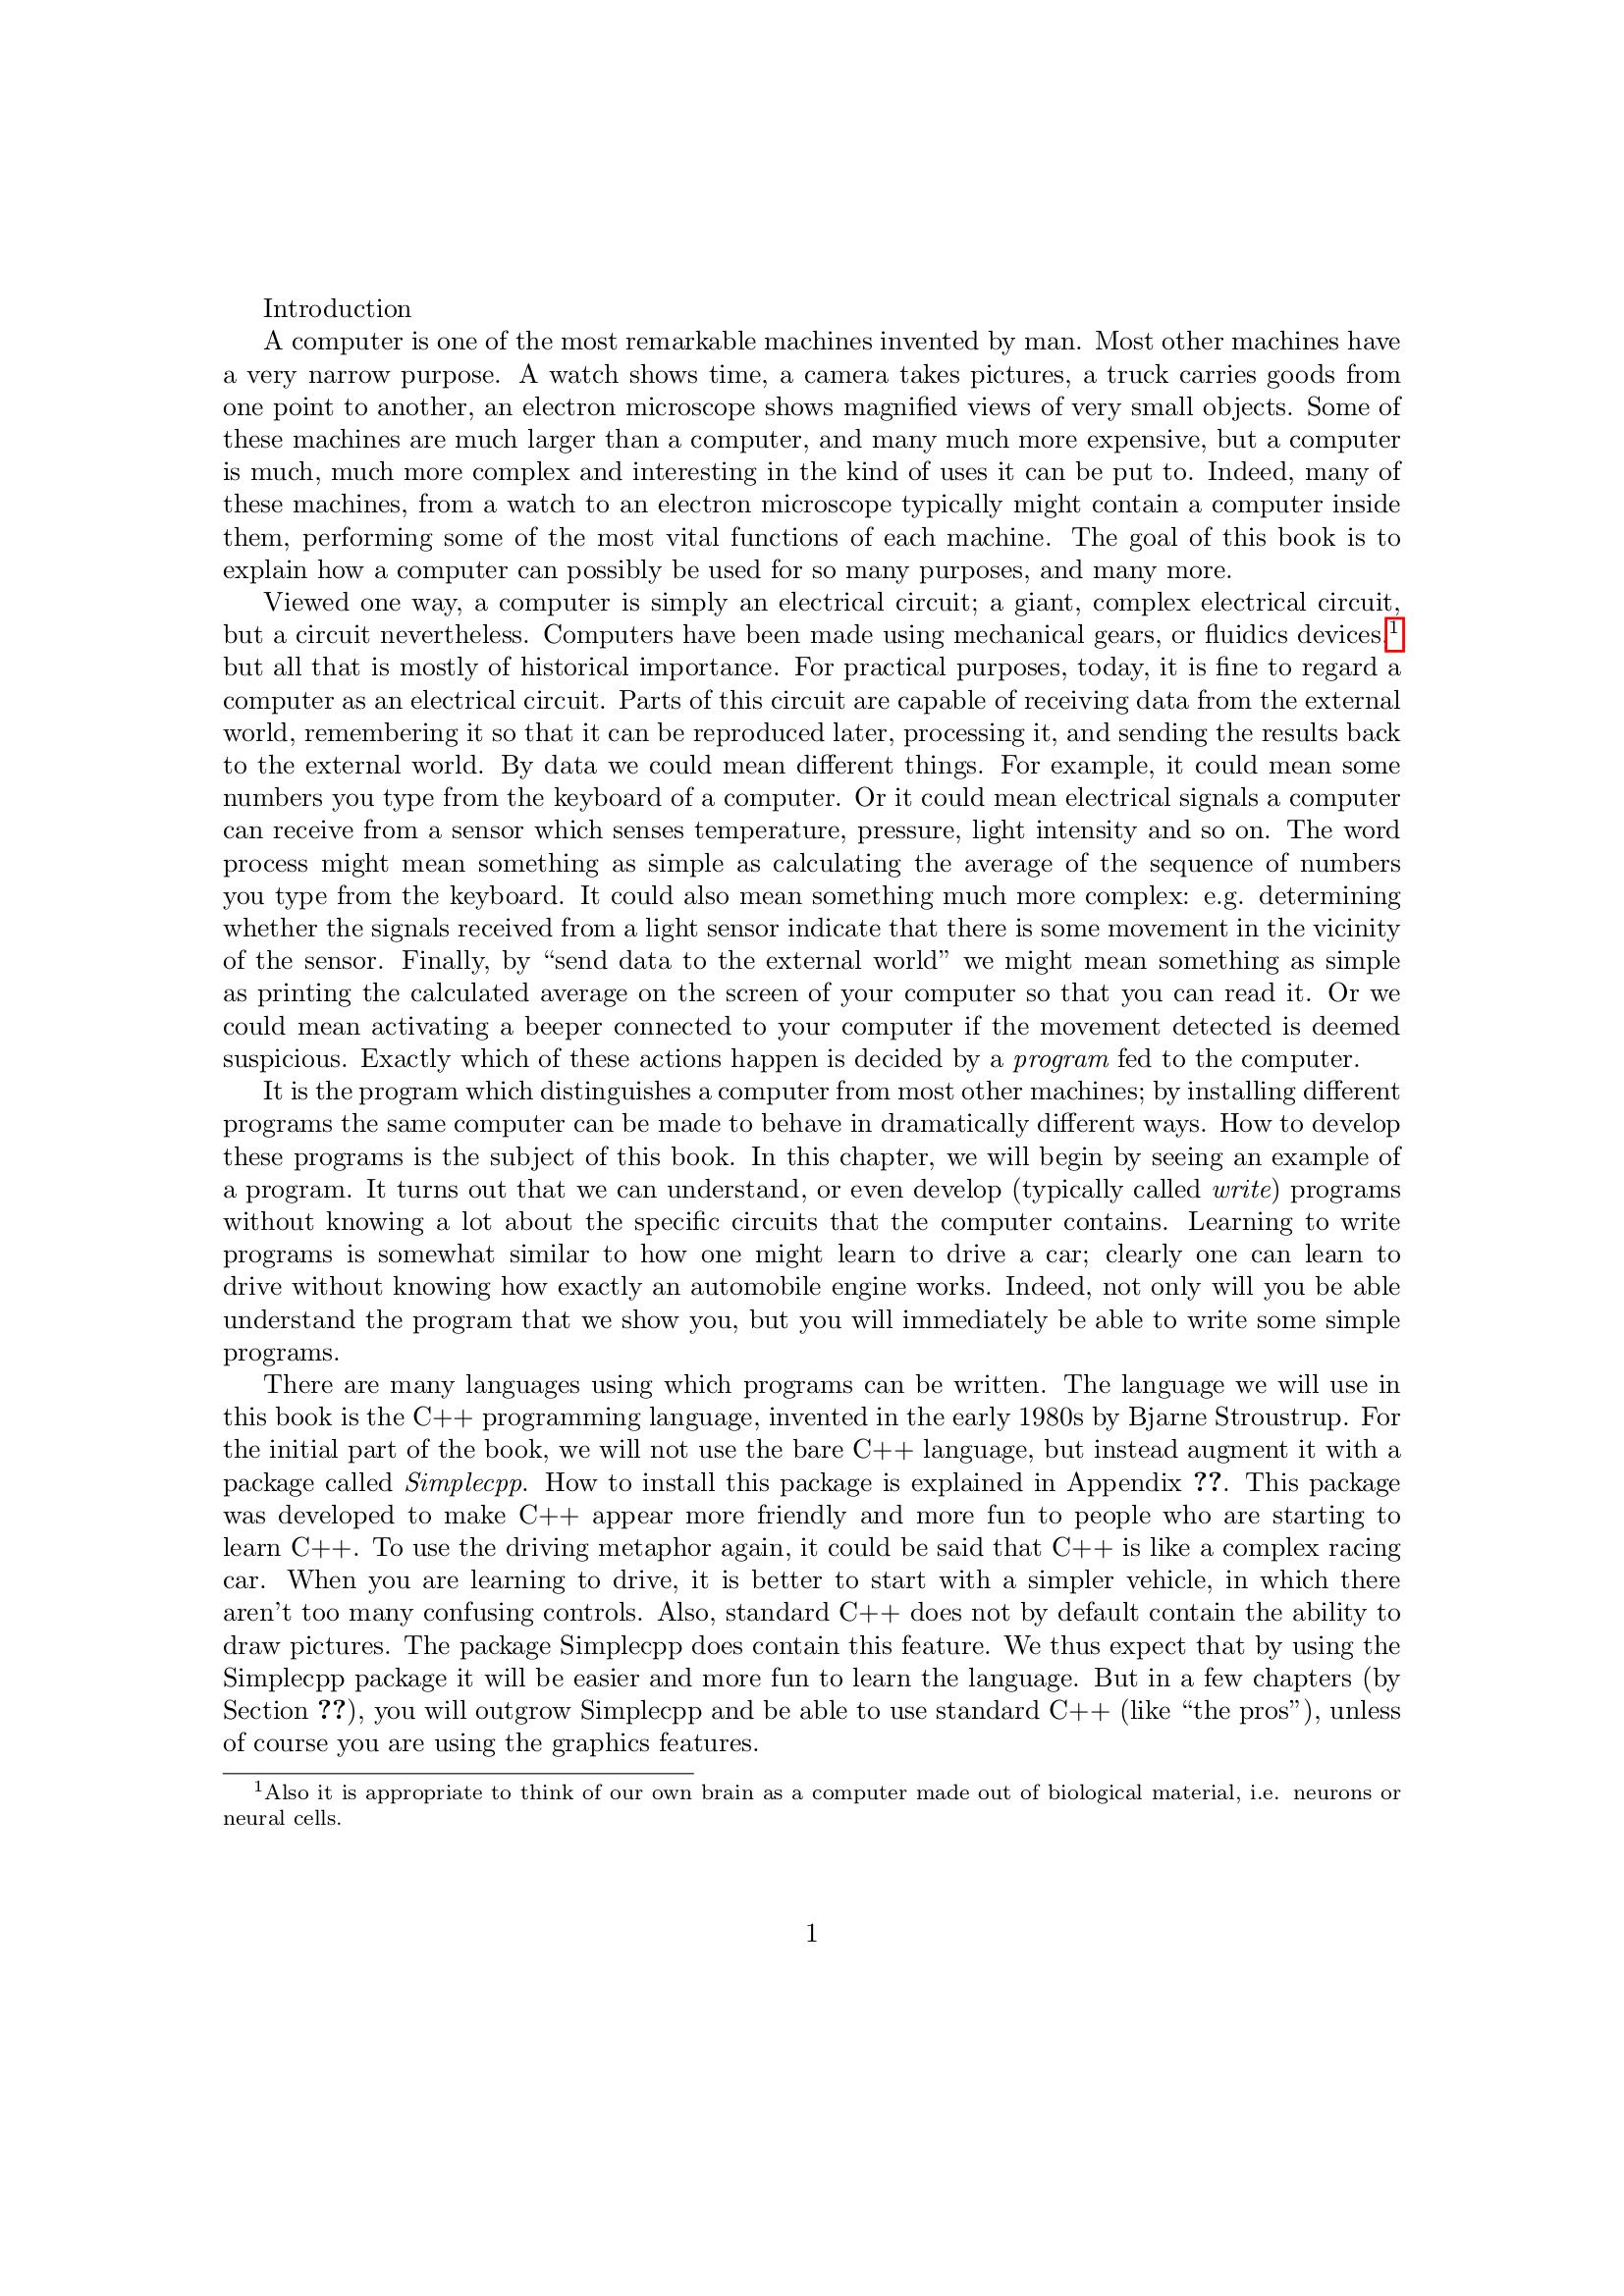 Introduction
A computer is one of the most remarkable machines invented by man. Most other machines have
a very narrow purpose. A watch shows time, a camera takes pictures, a truck carries goods from
one point to another, an electron microscope shows magnified views of very small objects. Some of
these machines are much larger than a computer, and many much more expensive, but a computer
is much, much more complex and interesting in the kind of uses it can be put to. Indeed, many of
these machines, from a watch to an electron microscope typically might contain a computer inside
them, performing some of the most vital functions of each machine. The goal of this book is to
explain how a computer can possibly be used for so many purposes, and many more.
Viewed one way, a computer is simply an electrical circuit; a giant, complex electrical circuit,
but a circuit nevertheless. Computers have been made using mechanical gears, or fluidics devices,1
but all that is mostly of historical importance. For practical purposes, today, it is fine to regard a
computer as an electrical circuit. Parts of this circuit are capable of receiving data from the external
world, remembering it so that it can be reproduced later, processing it, and sending the results back
to the external world. By data we could mean different things. For example, it could mean some
numbers you type from the keyboard of a computer. Or it could mean electrical signals a computer
can receive from a sensor which senses temperature, pressure, light intensity and so on. The word
process might mean something as simple as calculating the average of the sequence of numbers
you type from the keyboard. It could also mean something much more complex: e.g. determining
whether the signals received from a light sensor indicate that there is some movement in the vicinity
of the sensor. Finally, by “send data to the external world” we might mean something as simple
as printing the calculated average on the screen of your computer so that you can read it. Or we
could mean activating a beeper connected to your computer if the movement detected is deemed
suspicious. Exactly which of these actions happen is decided by a program fed to the computer.
It is the program which distinguishes a computer from most other machines; by installing different
programs the same computer can be made to behave in dramatically different ways. How to develop
these programs is the subject of this book. In this chapter, we will begin by seeing an example of
a program. It turns out that we can understand, or even develop (typically called write) programs
without knowing a lot about the specific circuits that the computer contains. Learning to write
programs is somewhat similar to how one might learn to drive a car; clearly one can learn to
drive without knowing how exactly an automobile engine works. Indeed, not only will you be able
understand the program that we show you, but you will immediately be able to write some simple
programs.
There are many languages using which programs can be written. The language we will use in
this book is the C++ programming language, invented in the early 1980s by Bjarne Stroustrup. For
the initial part of the book, we will not use the bare C++ language, but instead augment it with a
package called Simplecpp. How to install this package is explained in Appendix ??. This package
was developed to make C++ appear more friendly and more fun to people who are starting to
learn C++. To use the driving metaphor again, it could be said that C++ is like a complex racing
car. When you are learning to drive, it is better to start with a simpler vehicle, in which there
aren’t too many confusing controls. Also, standard C++ does not by default contain the ability to
draw pictures. The package Simplecpp does contain this feature. We thus expect that by using the
Simplecpp package it will be easier and more fun to learn the language. But in a few chapters (by
Section ??), you will outgrow Simplecpp and be able to use standard C++ (like “the pros”), unless
of course you are using the graphics features.
1Also it is appropriate to think of our own brain as a computer made out of biological material, i.e. neurons or
neural cells.
1